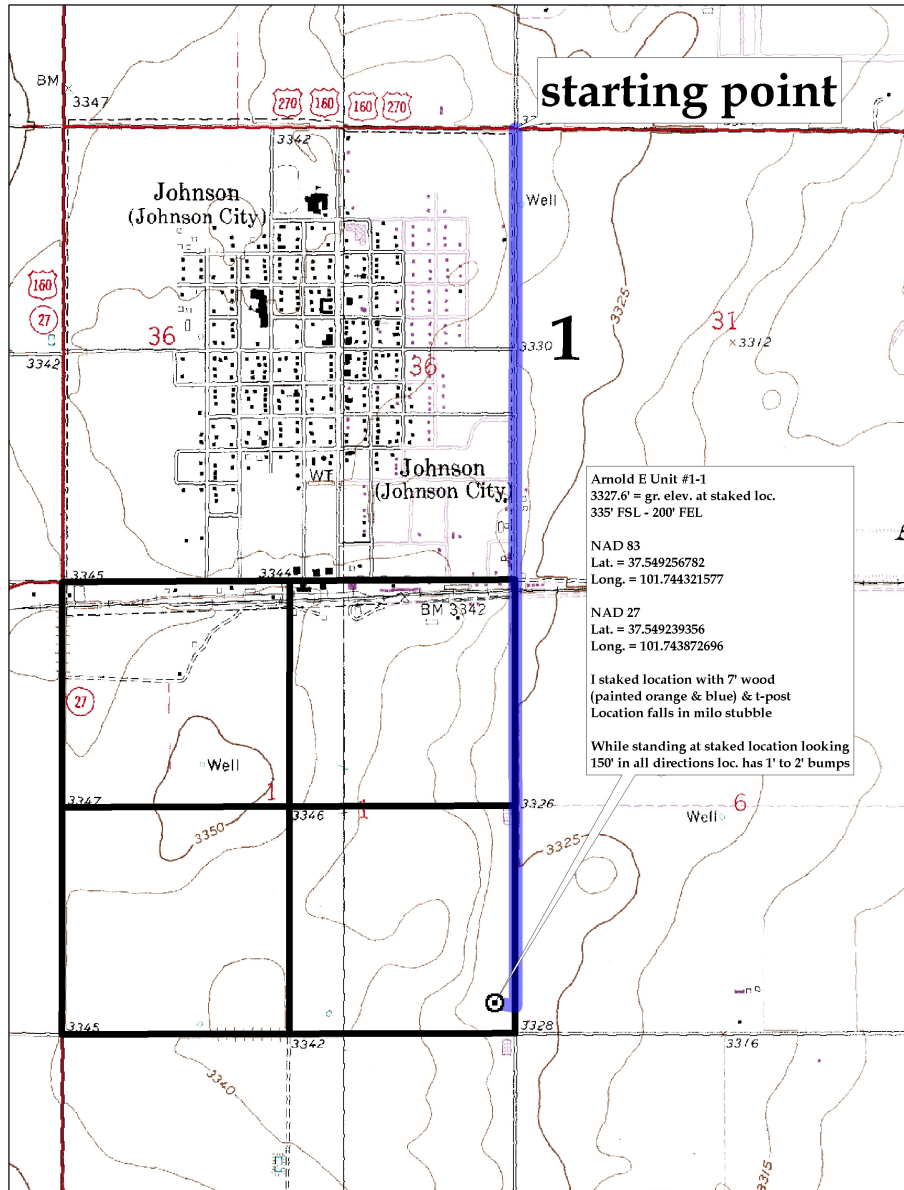 starting point
BM
3347
270 160 160 270
3342
Johnson
(Johnson City)
Well
160
27
3325
36
31
3342
3330
1
3312
36
Johnson
(Johnson City)
WT
Arnold E Unit #1-1
3327.6' = gr. elev. at staked loc.
335' FSL - 200' FEL
NAD 83
Lat. = 37.549256782
Long. = 101.744321577
NAD 27
Lat. = 37.549239356
Long. = 101.743872696
I staked location with 7' wood
(painted orange & blue) & t-post
Location falls in milo stubble
While standing at staked location looking
150' in all directions loc. has 1' to 2' bumps
3345
3344
BM 3342
27
Well
1
3347
3346
1
3326
6
Well
3350
3325
3345
3342
3328
3316
3340
3315